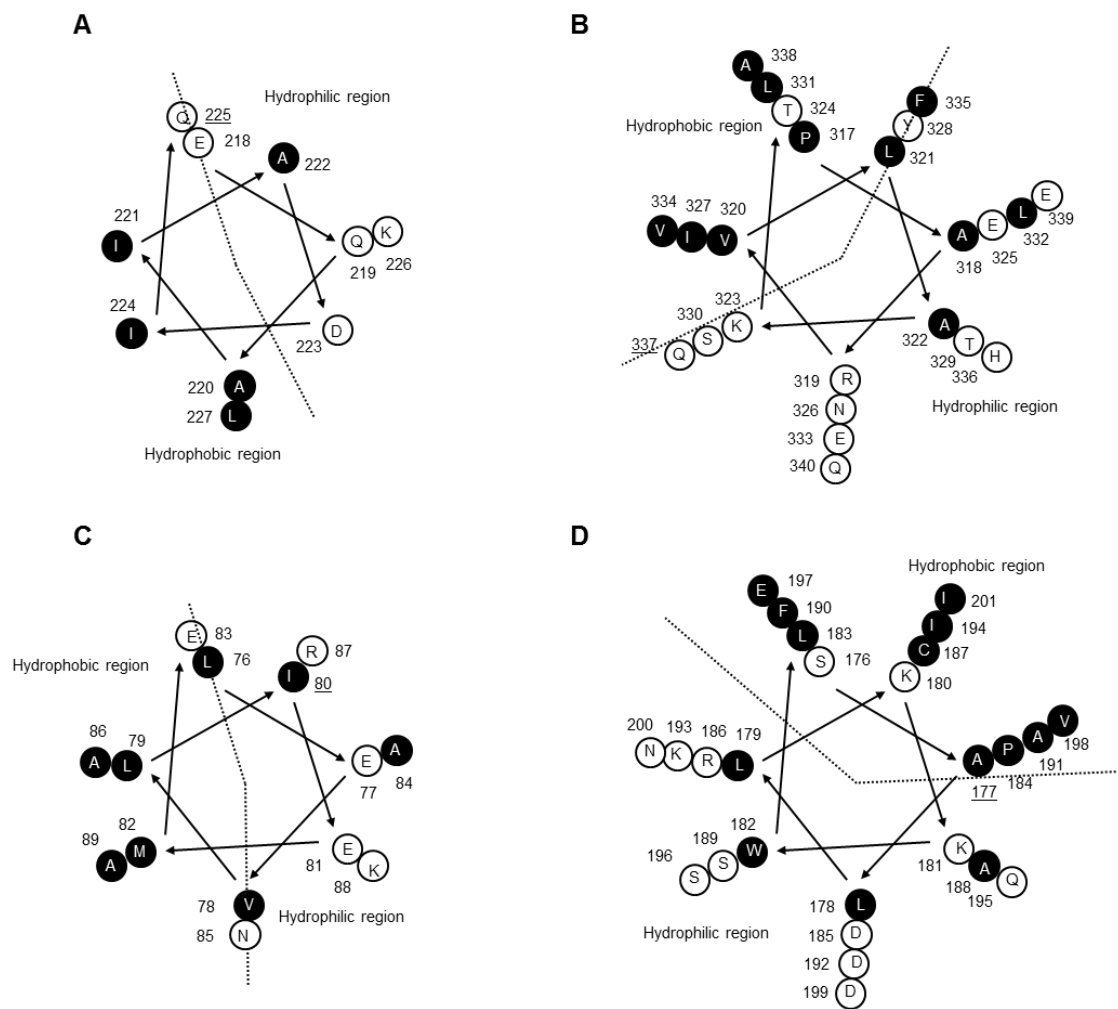 A
Q 225 Hydrophilic region
E 218
A 222
221
I
Q K
219 226
224
I
D
223
220 A
227 L
Hydrophobic region
B
A 338
L 331
T 324
P 317
Hydrophobic region
F 335
Y 328
L 321
334 327 320
V I V
E
L 339
E 332
A 325
318
323
330 K
337 S
Q
A
322 T
329 H
336
319 R
326 N
333 E
340 Q
Hydrophilic region
C
E 83
L 76
Hydrophobic region
R 87
I 80
86 79
A L
A
E 84
77
82
89 M
A
81 E
88 K
78 V
85 N
Hydrophilic region
D
Hydrophobic region
E 197
F 190
L 183
S 176
I 201
I 194
C 187
K 180
200 193 186 179
N K R L
V
A 198
P 191
A 184
177
182
189 W
196 S
S
181 K
188 A
195 Q
178 L
185 D
192 D
199 D
Hydrophilic region